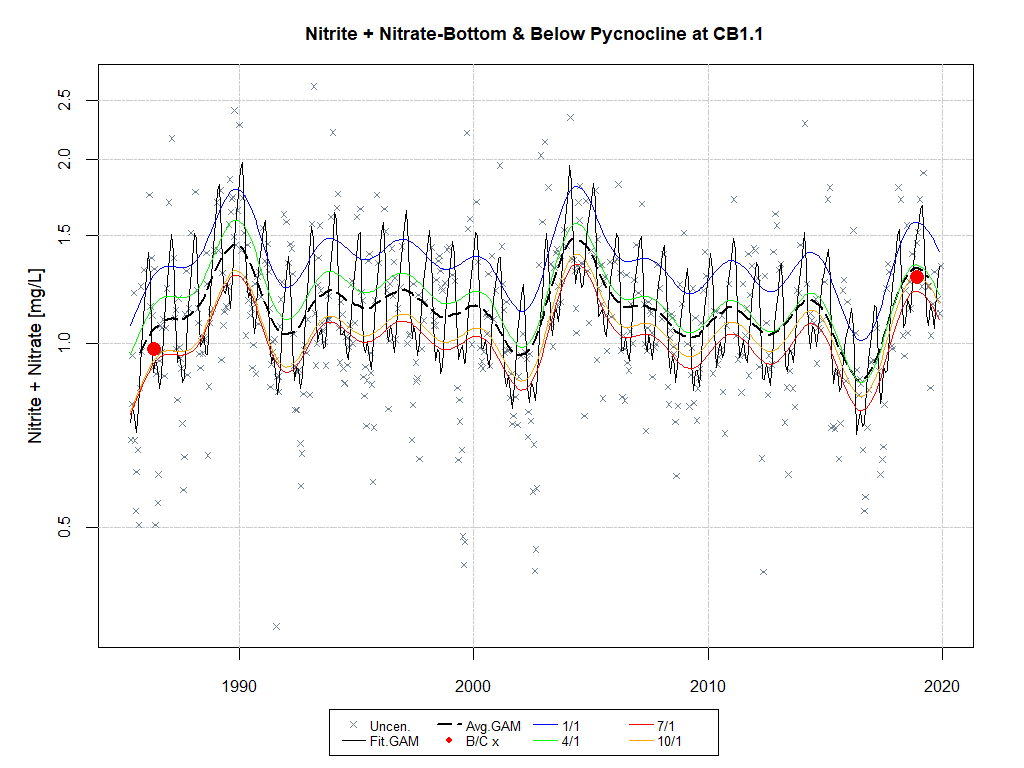 Nitrite + Nitrate-Bottom & Below Pycnocline at CB1.1
Nitrite + Nitrate [mg/L]
2.5
2.0
1.5
1.0
0.5
1990 2000 2010 2020
Uncen. Avg.GAM 1/1 7/1
Fit.GAM B/C x 4/1 10/1